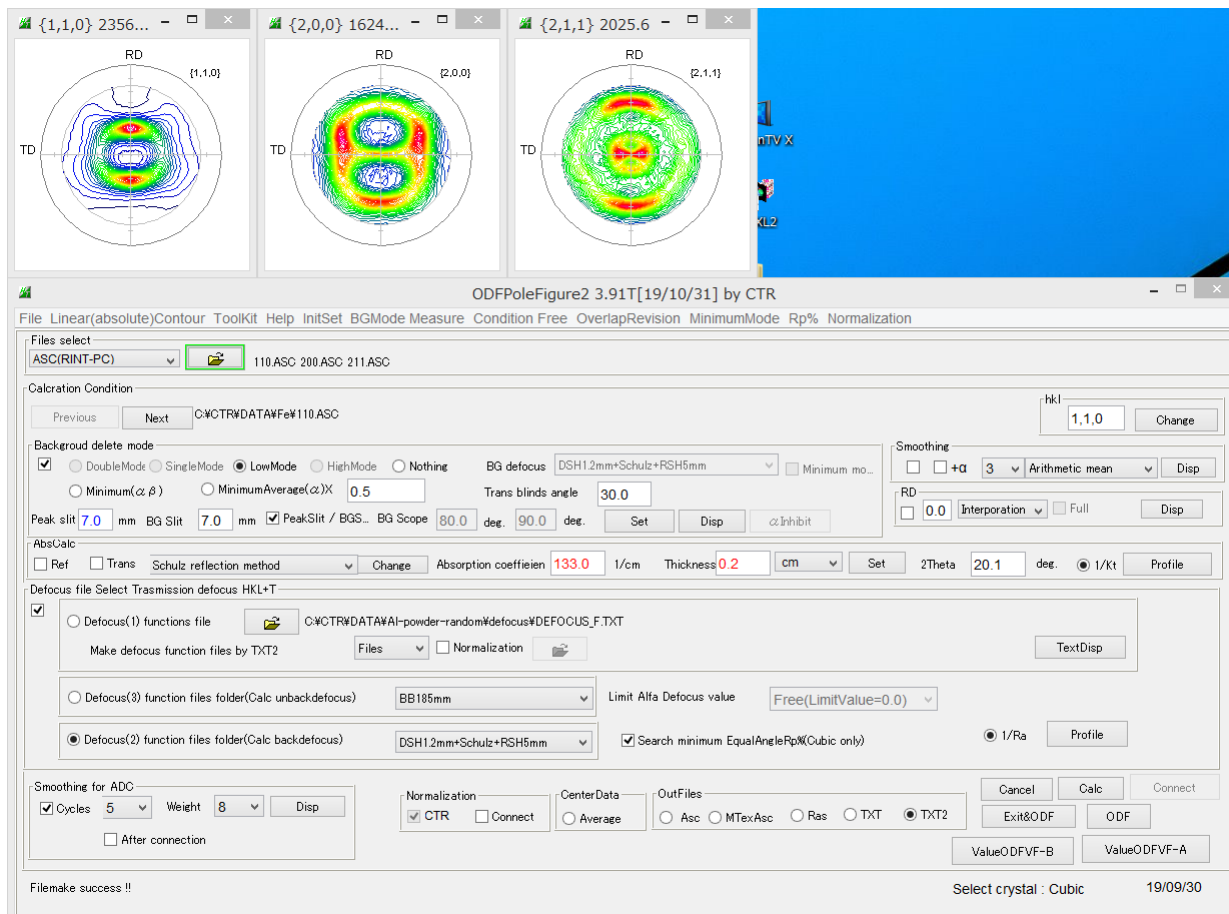 {1,1,0} 2356...
{2,0,0} 1624...
{2,1,1} 2025.6
RD
{1,1,0}
TD
RD
{2,0,0}
TD
RD
{2,1,1}
TD
nTV X
XL2
ODFPoleFigure2 3.91T[19/10/31] by CTR
File Linear(absolute)Contour ToolKit Help InitSet BGMode Measure Condition Free OverlapRevision MinimumMode Rp% Normalization
Files select
ASC(RINT-PC) 110.ASC 200.ASC 211.ASC
Calcration Condition
Previous Next C:¥CTR¥DATA¥Fe¥110.ASC
hkl
1,1,0 Change
Backgroud delete mode
DoubleMode SingleMode LowMode HighMode Nothing BG defocus DSH1.2mm+Schulz+RSH5mm Minimum mo...
Minimum(αβ) MinimumAverage(α)X 0.5 Trans blinds angle 30.0
Peak slit 7.0 mm BG Slit 7.0 mm PeakSlit / BGS... BG Scope 80.0 deg. 90.0 deg. Set Disp αInhibit
Smoothing
+α 3 Arithmetic mean Disp
RD
0.0 Interporation Full Disp
AbsCalc
Ref Trans Schulz reflection method Change Absorption coeffieien 133.0 1/cm Thickness 0.2 cm Set 2Theta 20.1 deg. 1/Kt Profile
Defocus file Select Trasmission defocus HKL+T
Defocus(1) functions file C:¥CTR¥DATA¥Al-powder-random¥defocus¥DEFOCUS_F.TXT
Make defocus function files by TXT2 Files Normalization TextDisp
Defocus(3) function files folder(Calc unbackdefocus) BB185mm Limit Alfa Defocus value Free(LimitValue=0.0)
Defocus(2) function files folder(Calc backdefocus) DSH1.2mm+Schulz+RSH5mm Search minimum EqualAngleRp%(Cubic only) 1/Ra Profile
Smoothing for ADC
Cycles 5 Weight 8 Disp
After connection
Normalization
CTR Connect
CenterData
Average
OutFiles
Asc MTexAsc Ras TXT TXT2
Cancel Calc Connect
Exit&ODF ODF
ValueODFVF-B ValueODFVF-A
Filemake success !!
Select crystal : Cubic 19/09/30